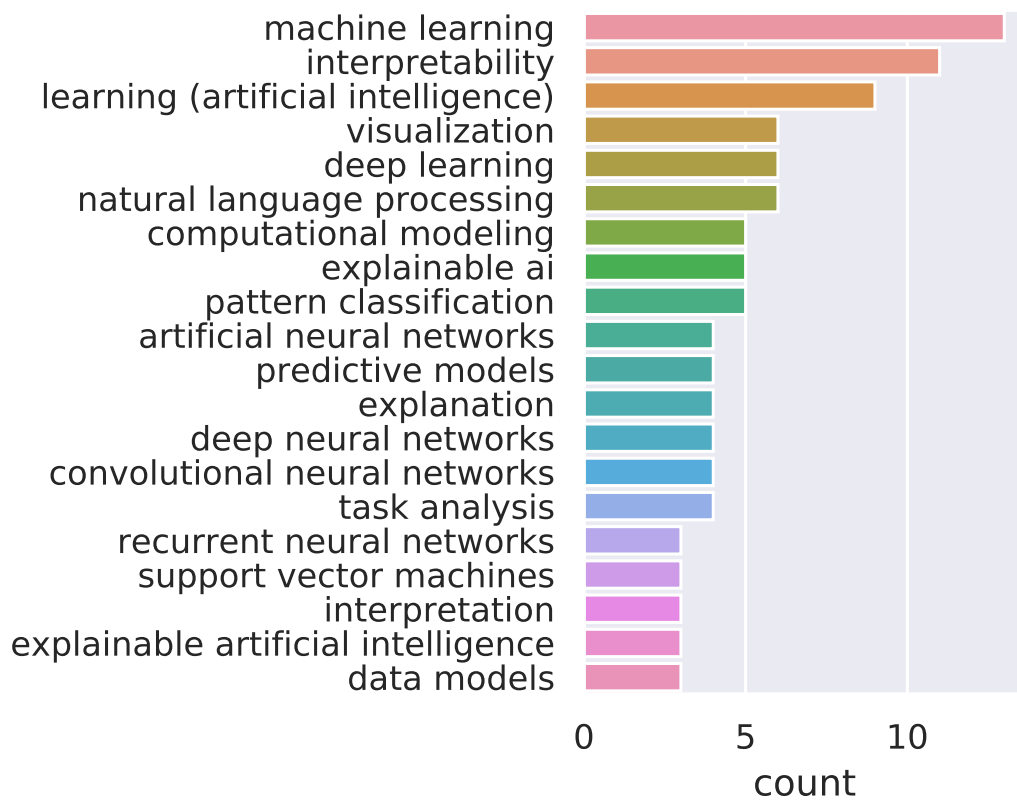 machine learning
interpretability
learning (artificial intelligence)
visualization
deep learning
natural language processing
computational modeling
explainable ai
pattern classification
artificial neural networks
predictive models
explanation
deep neural networks
convolutional neural networks
task analysis
recurrent neural networks
support vector machines
interpretation
explainable artificial intelligence
data models
0 5 10
count